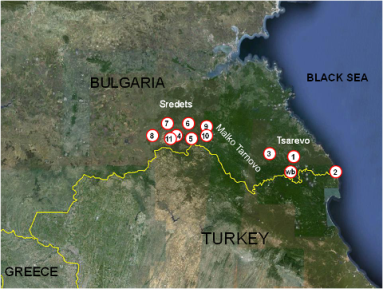 BULGARIA
BLACK SEA
Sredets
7
6
9
8
11
4
5
10
Malko Tarnovo
Tsarevo
3
1
wb
2
TURKEY
GREECE